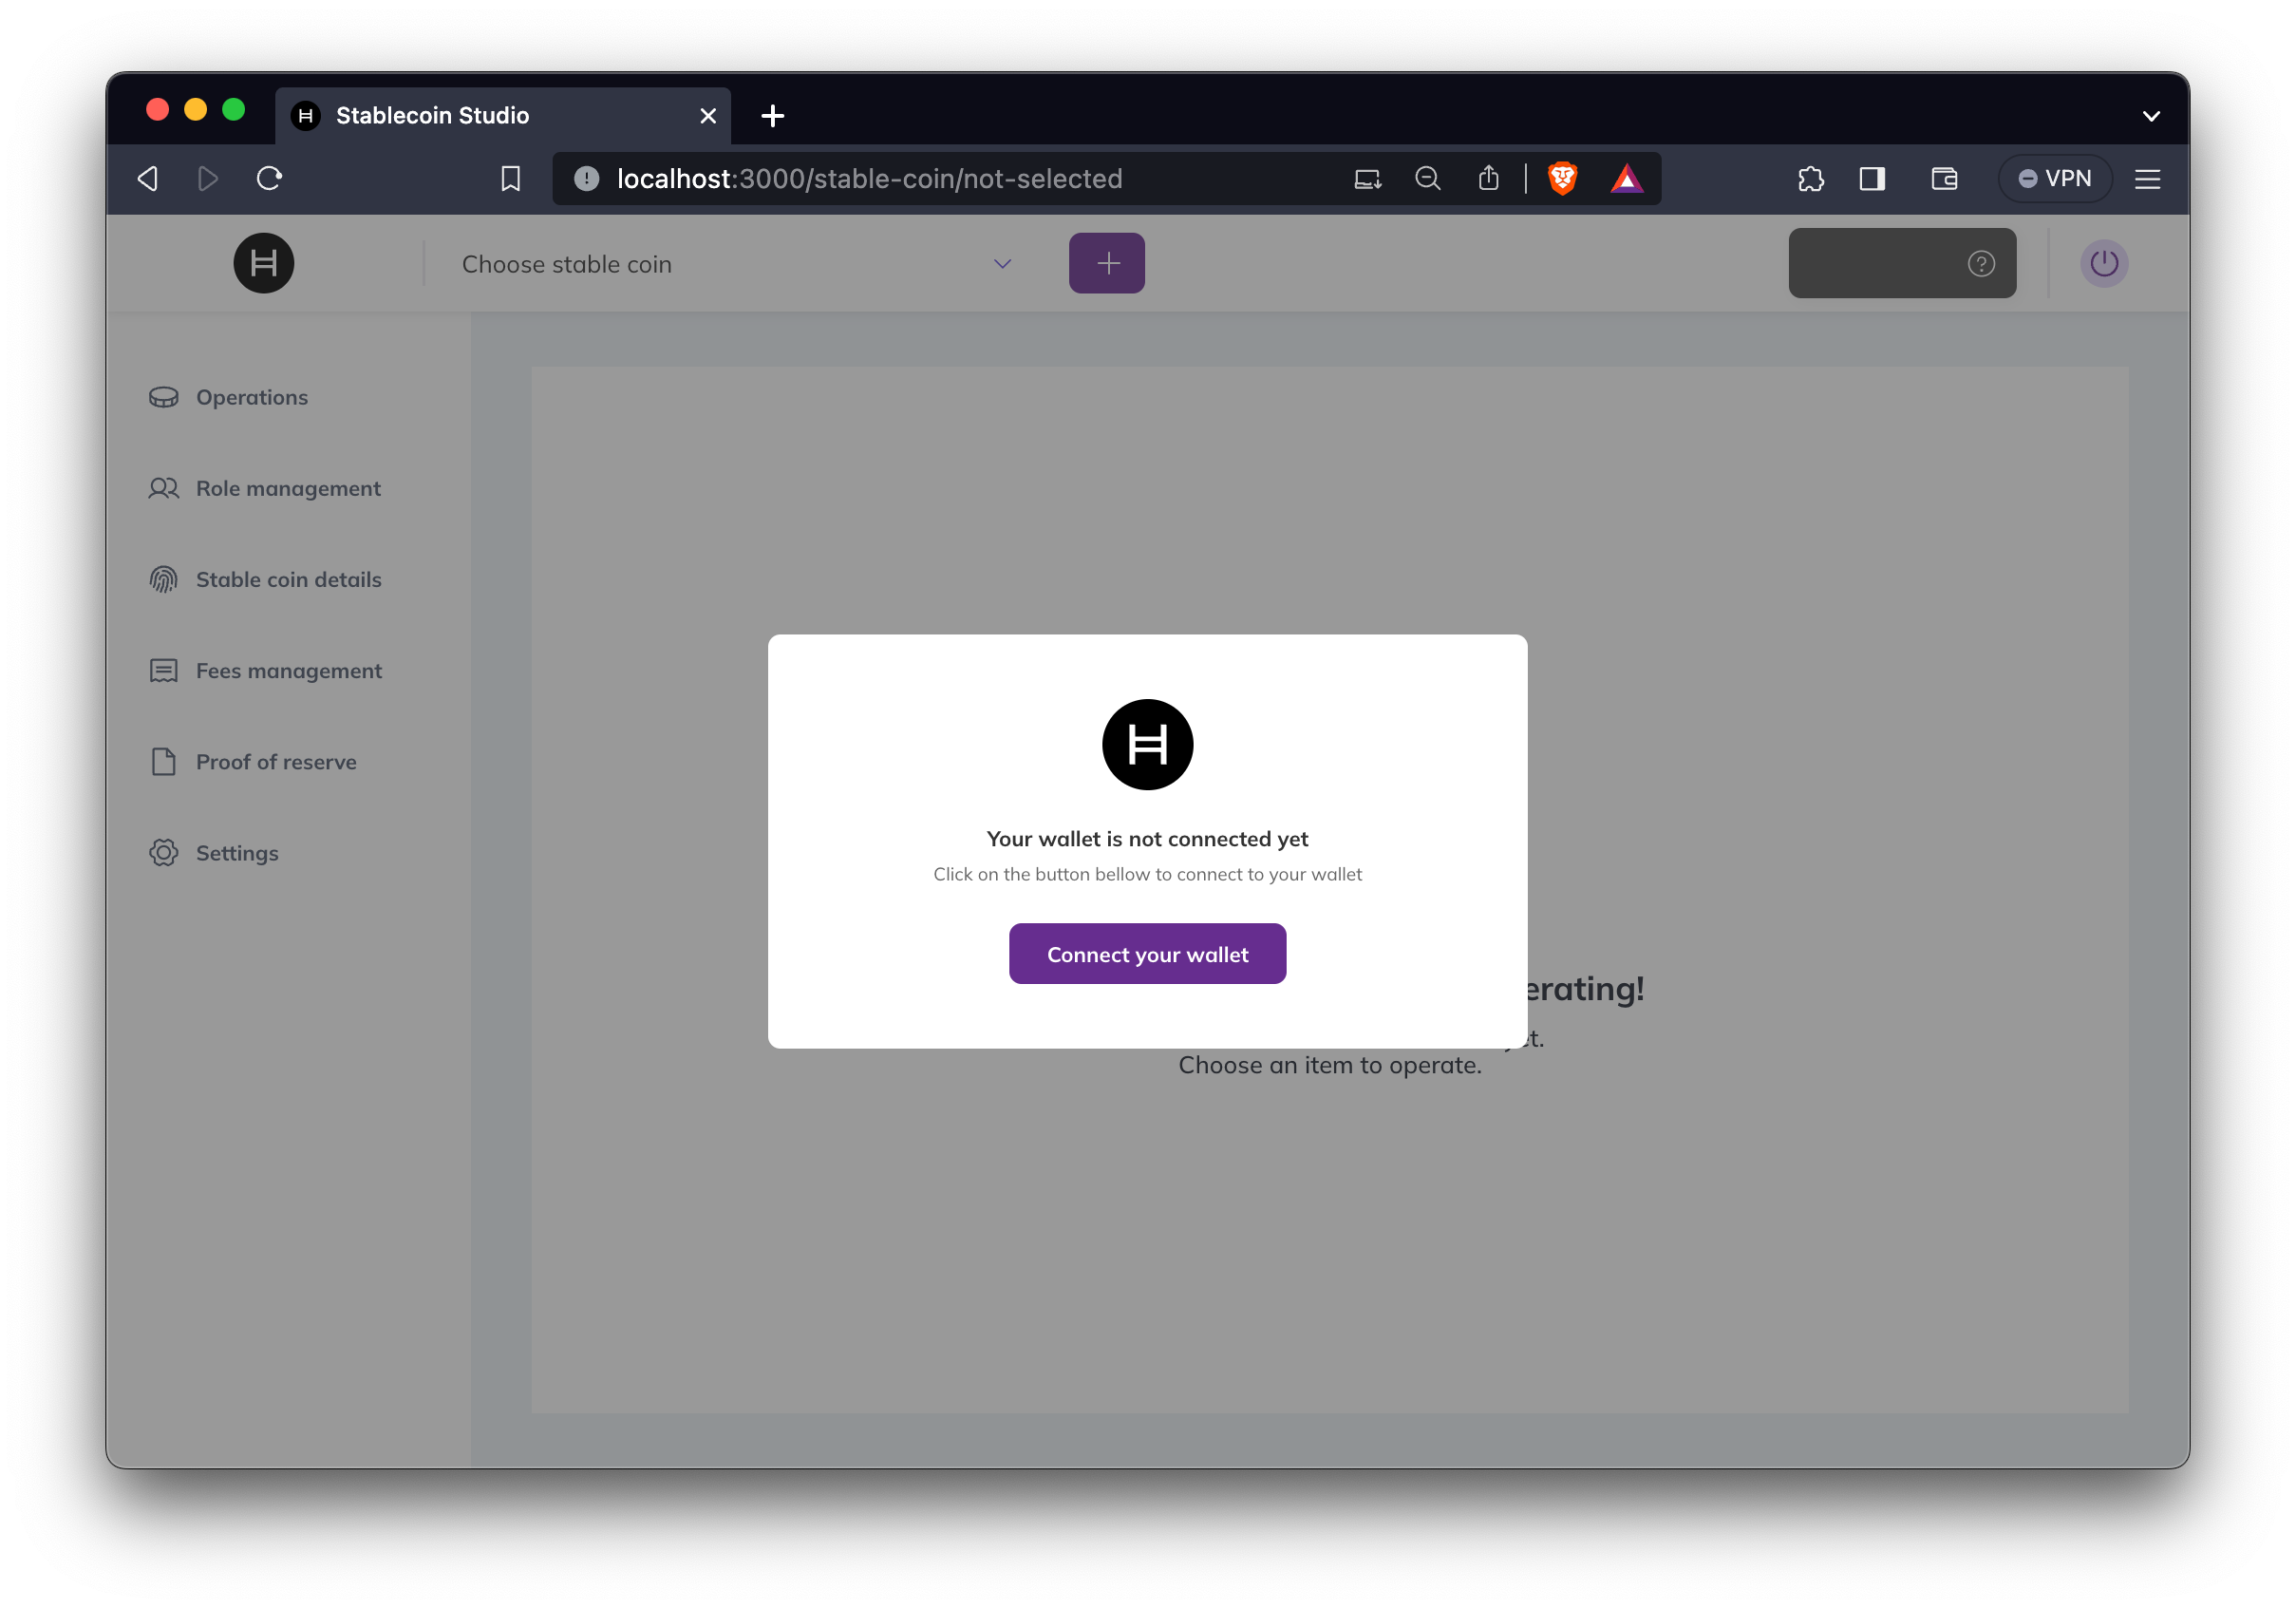 Stablecoin Studio
localhost:3000/stable-coin/not-selected
VPN
Choose stable coin
Operations
Role management
Stable coin details
Fees management
Proof of reserve
Settings
Your wallet is not connected yet
Click on the button bellow to connect to your wallet
Connect your wallet
erating!
et.
Choose an item to operate.